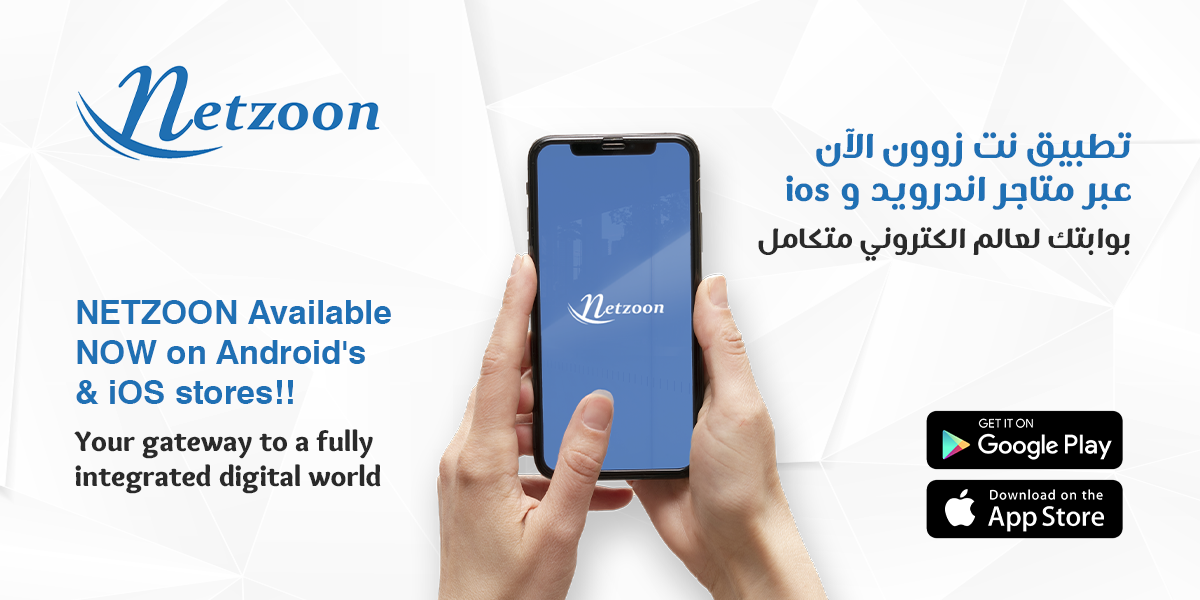 Netzoon
NETZOON Available
NOW on Android's
& iOS stores!!
Your gateway to a fully
integrated digital world
Netzoon
تطبيق نت زوون الآن
عبر متاجر اندرويد و ios
بوابتك لعالم الكتروني متكامل
GET IT ON
Google Play
Download on the
App Store